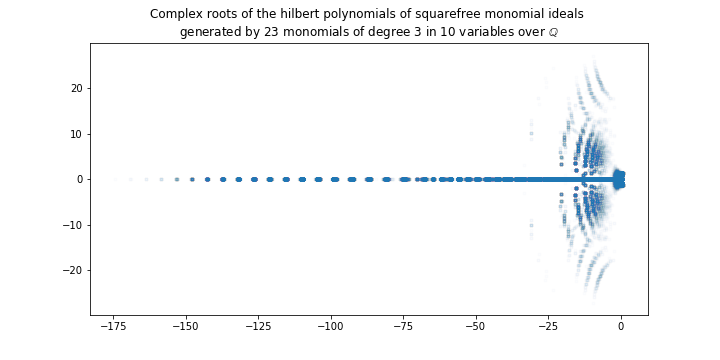 Complex roots of the hilbert polynomials of squarefree monomial ideals
generated by 23 monomials of degree 3 in 10 variables over ℚ
20
10
0
−10
−20
−175 −150 −125 −100 −75 −50 −25 0